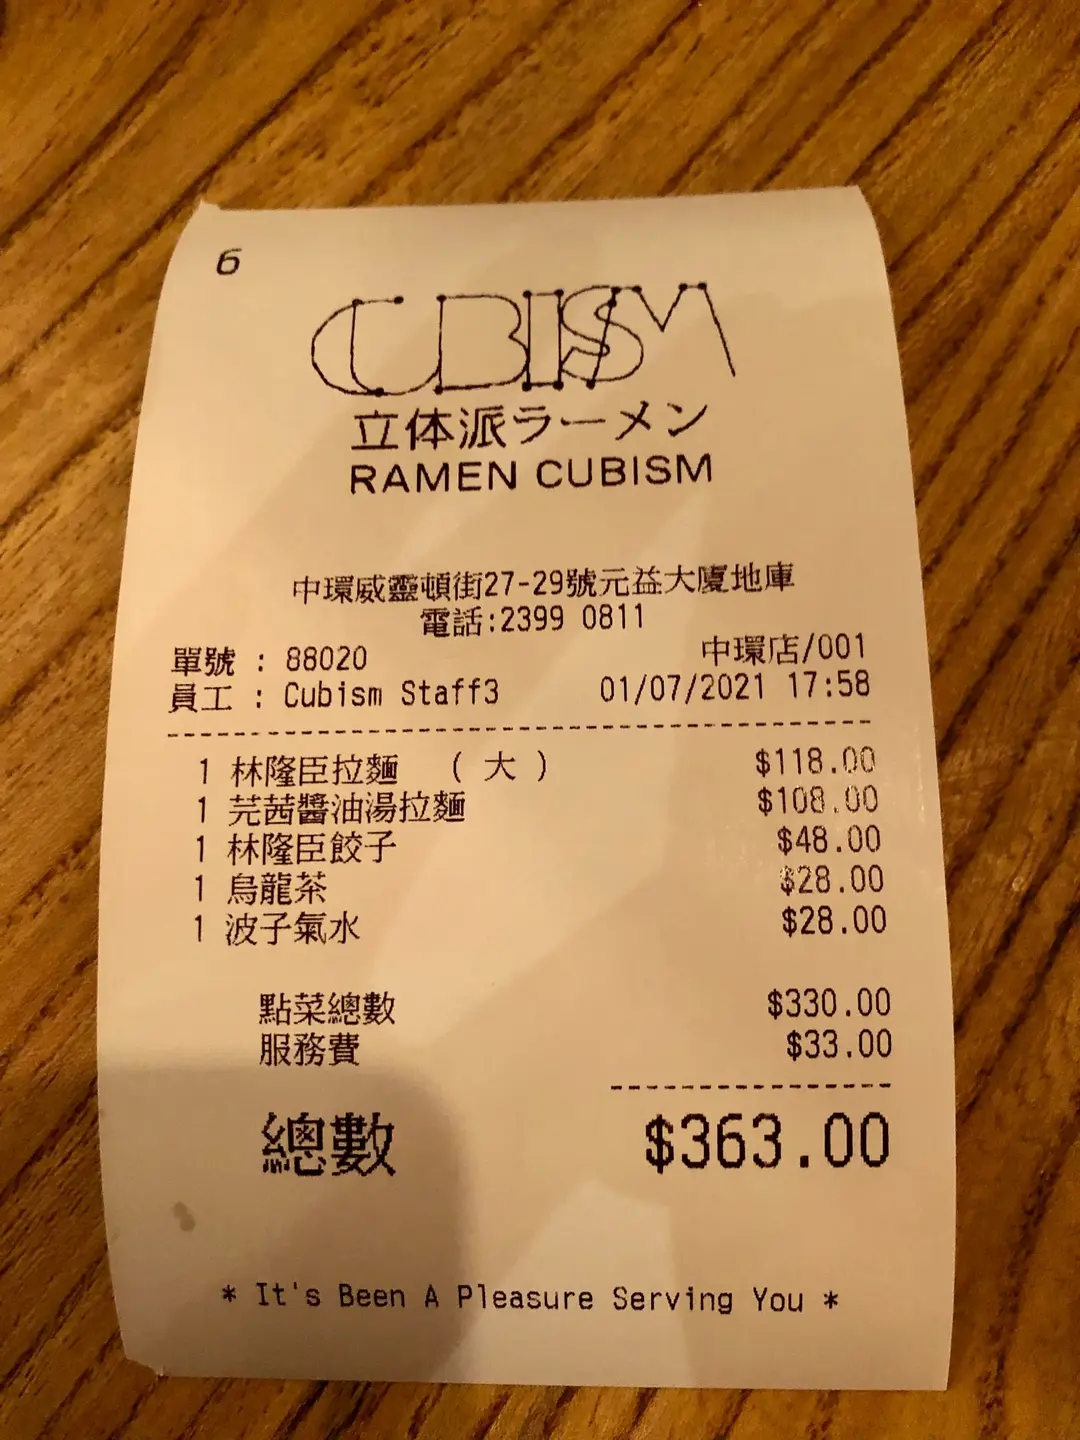 6
CUBISM
立体派ラーメン
RAMEN CUBISM
中環威靈頓街27-29號元益大廈地庫
電話:2399 0811
單號 : 88020 中環店/001
員工 : Cubism Staff3 01/07/2021 17:58
1 林隆臣拉麵 (大) $118.00
1 芫茜醬油湯拉麵 $108.00
1 林隆臣餃子 $48.00
1 烏龍茶 $28.00
1 波子氣水 $28.00
點菜總數 $330.00
服務費 $33.00
總數 $363.00
* It's Been A Pleasure Serving You *